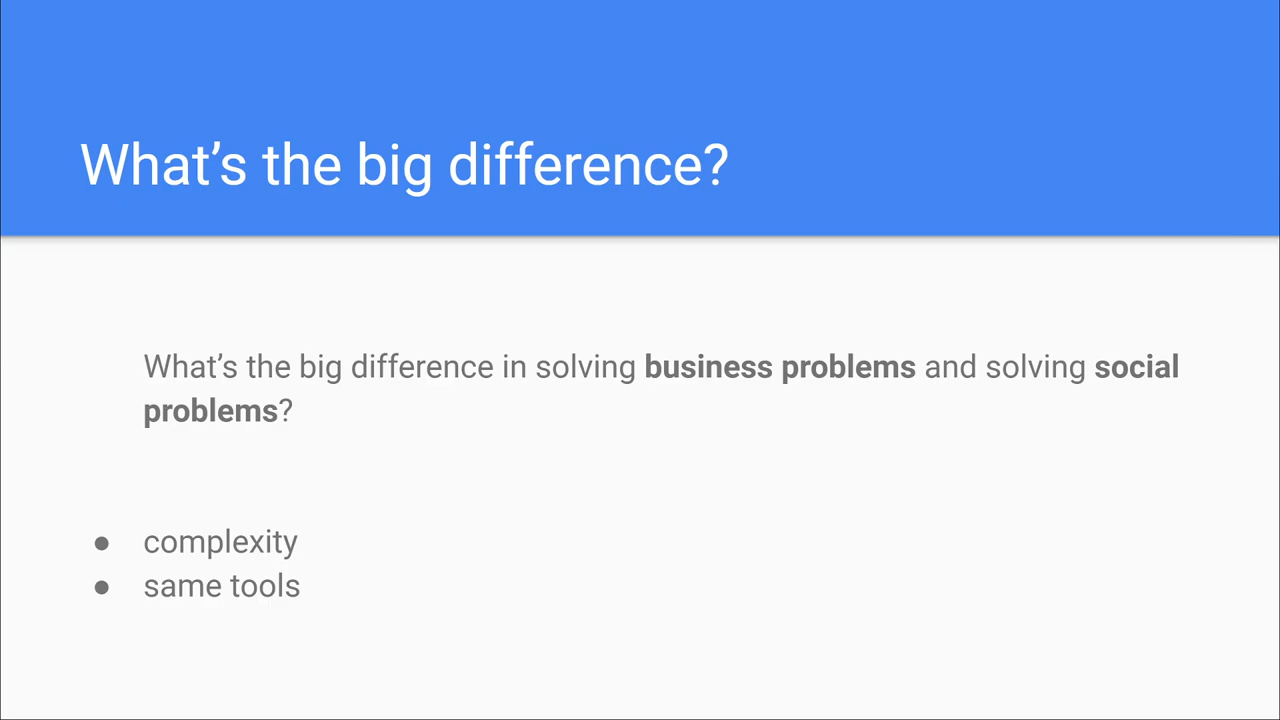 What’s the big difference?
What’s the big difference in solving business problems and solving social
problems?
● complexity
● same tools